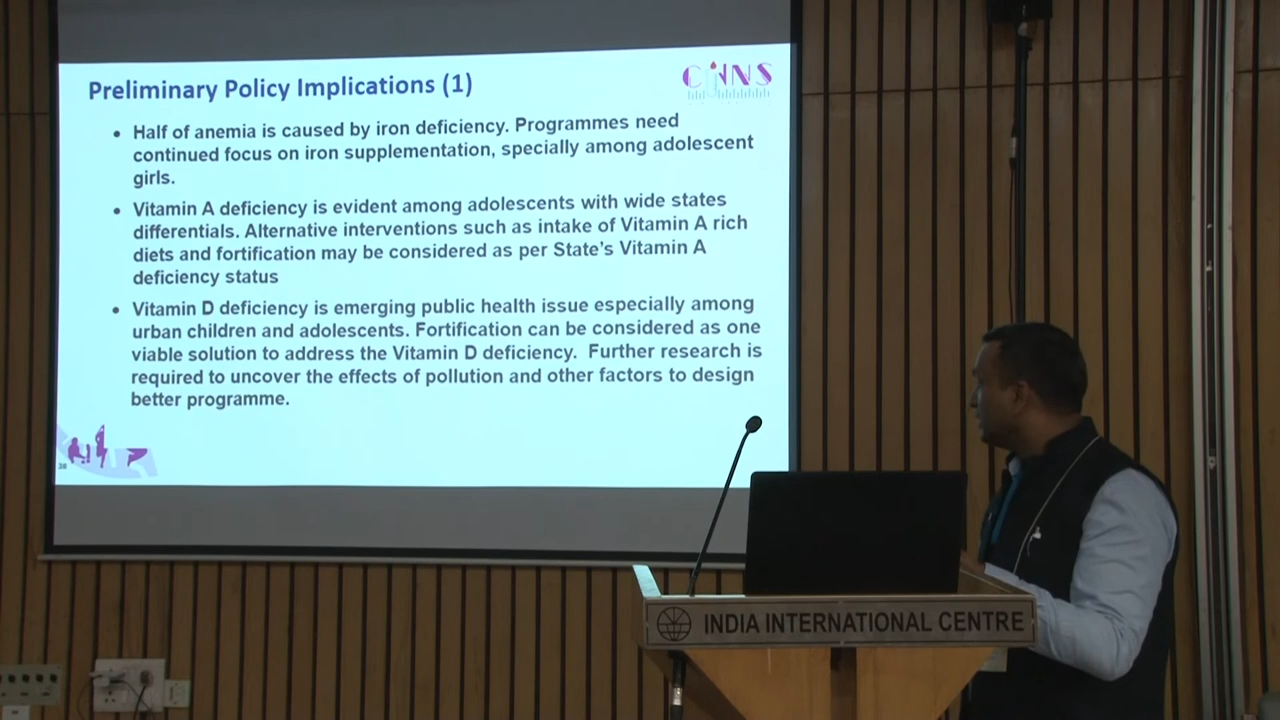 Preliminary Policy Implications (1)
CNNS
• Half of anemia is caused by iron deficiency. Programmes need
continued focus on iron supplementation, specially among adolescent
girls.
• Vitamin A deficiency is evident among adolescents with wide states
differentials. Alternative interventions such as intake of Vitamin A rich
diets and fortification may be considered as per State's Vitamin A
deficiency status
• Vitamin D deficiency is emerging public health issue especially among
urban children and adolescents. Fortification can be considered as one
viable solution to address the Vitamin D deficiency. Further research is
required to uncover the effects of pollution and other factors to design
better programme.
38
INDIA INTERNATIONAL CENTRE